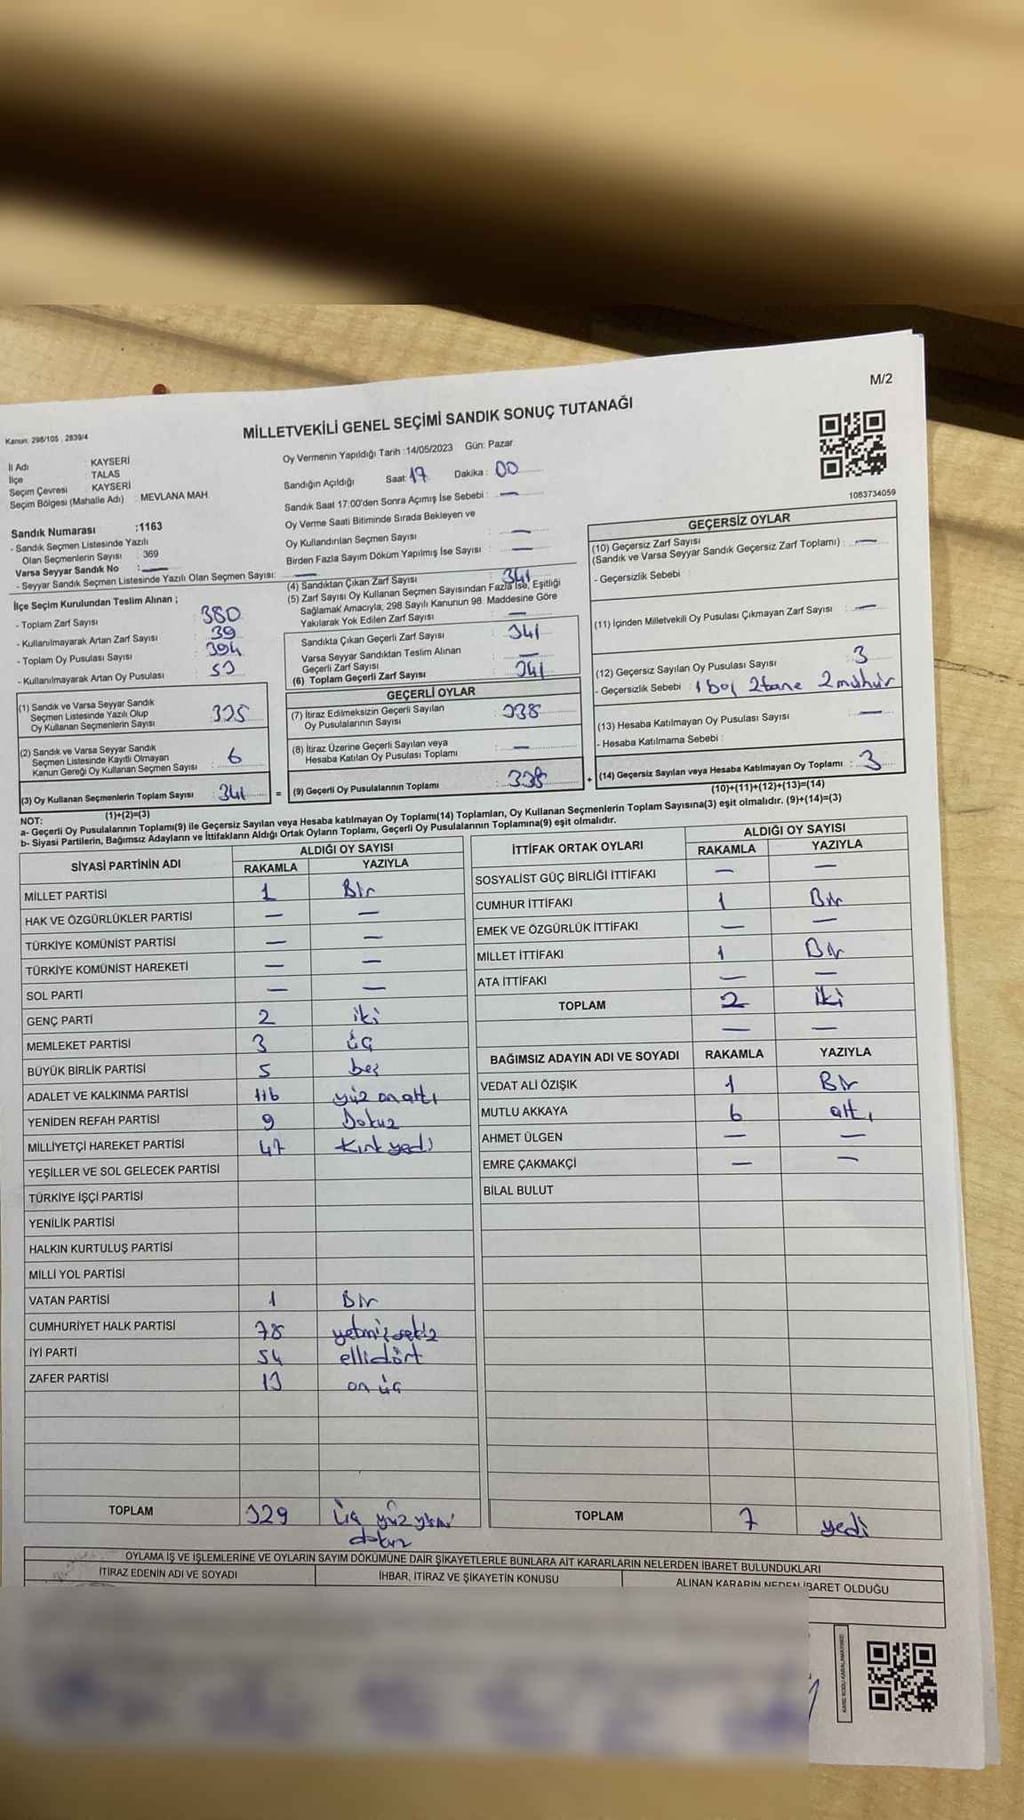 M/2
Kanun: 298/105 , 2839/4
MİLLETVEKİLİ GENEL SEÇİMİ SANDIK SONUÇ TUTANAĞI
İl Adı : KAYSERİ
İlçe : TALAS
Seçim Çevresi : KAYSERİ
Seçim Bölgesi (Mahalle Adı) : MEVLANA MAH.
Sandık Numarası :1163
- Sandık Seçmen Listesinde Yazılı
Olan Seçmenlerin Sayısı : 369
Varsa Seyyar Sandık No : —
- Seyyar Sandık Seçmen Listesinde Yazılı Olan Seçmen Sayısı: —
Oy Vermenin Yapıldığı Tarih :14/05/2023 Gün: Pazar
Sandığın Açıldığı Saat: 17 Dakika : 00
Sandık Saat 17.00'den Sonra Açımış İse Sebebi : —
Oy Verme Saati Bitiminde Sırada Bekleyen ve
Oy Kullandırılan Seçmen Sayısı : —
Birden Fazla Sayım Döküm Yapılmış İse Sayısı : —
1083734059
İlçe Seçim Kurulundan Teslim Alınan ;
- Toplam Zarf Sayısı : 380
- Kullanılmayarak Artan Zarf Sayısı : 39
- Toplam Oy Pusulası Sayısı : 394
- Kullanılmayarak Artan Oy Pusulası : 53
(1) Sandık ve Varsa Seyyar Sandık
Seçmen Listesinde Yazılı Olup
Oy Kullanan Seçmenlerin Sayısı : 335
(2) Sandık ve Varsa Seyyar Sandık
Seçmen Listesinde Kayıtlı Olmayan
Kanun Gereği Oy Kullanan Seçmen Sayısı : 6
(3) Oy Kullanan Seçmenlerin Toplam Sayısı : 341
(1)+(2)=(3)
(4) Sandıktan Çıkan Zarf Sayısı : 341
(5) Zarf Sayısı Oy Kullanan Seçmen Sayısından Fazla İse, Eşitliği
Sağlamak Amacıyla, 298 Sayılı Kanunun 98. Maddesine Göre
Yakılarak Yok Edilen Zarf Sayısı : —
Sandıkta Çıkan Geçerli Zarf Sayısı : 341
Varsa Seyyar Sandıktan Teslim Alınan
Geçerli Zarf Sayısı : —
(6) Toplam Geçerli Zarf Sayısı : 341
GEÇERLİ OYLAR
(7) İtiraz Edilmeksizin Geçerli Sayılan
Oy Pusulalarının Sayısı : 338
(8) İtiraz Üzerine Geçerli Sayılan veya
Hesaba Katılan Oy Pusulası Toplamı : —
= (9) Geçerli Oy Pusulalarının Toplamı : 338 +
GEÇERSİZ OYLAR
(10) Geçersiz Zarf Sayısı
(Sandık ve Varsa Seyyar Sandık Geçersiz Zarf Toplamı) : —
- Geçersizlik Sebebi :
(11) İçinden Milletvekili Oy Pusulası Çıkmayan Zarf Sayısı : —
(12) Geçersiz Sayılan Oy Pusulası Sayısı : 3
- Geçersizlik Sebebi : 1 boş 2 tane 2 mühür
(13) Hesaba Katılmayan Oy Pusulası Sayısı : —
- Hesaba Katılmama Sebebi :
(14) Geçersiz Sayılan veya Hesaba Katılmayan Oy Toplamı : 3
(10)+(11)+(12)+(13)=(14)
NOT:
a- Geçerli Oy Pusulalarının Toplamı(9) ile Geçersiz Sayılan veya Hesaba katılmayan Oy Toplamı(14) Toplamları, Oy Kullanan Seçmenlerin Toplam Sayısına(3) eşit olmalıdır. (9)+(14)=(3)
b- Siyasi Partilerin, Bağımsız Adayların ve İttifakların Aldığı Ortak Oyların Toplamı, Geçerli Oy Pusulalarının Toplamına(9) eşit olmalıdır.
SİYASİ PARTİNİN ADI ALDIĞI OY SAYISI
RAKAMLA YAZIYLA
MİLLET PARTİSİ 1 Bir
HAK VE ÖZGÜRLÜKLER PARTİSİ — —
TÜRKİYE KOMÜNİST PARTİSİ — —
TÜRKİYE KOMÜNİST HAREKETİ — —
SOL PARTİ — —
GENÇ PARTİ 2 iki
MEMLEKET PARTİSİ 3 üç
BÜYÜK BİRLİK PARTİSİ 5 beş
ADALET VE KALKINMA PARTİSİ 116 yüz on altı
YENİDEN REFAH PARTİSİ 9 Dokuz
MİLLİYETÇİ HAREKET PARTİSİ 47 Kırk yedi
YEŞİLLER VE SOL GELECEK PARTİSİ
TÜRKİYE İŞÇİ PARTİSİ
YENİLİK PARTİSİ
HALKIN KURTULUŞ PARTİSİ
MİLLİ YOL PARTİSİ
VATAN PARTİSİ 1 Bir
CUMHURİYET HALK PARTİSİ 78 yetmiş sekiz
İYİ PARTİ 54 ellidört
ZAFER PARTİSİ 13 on üç
TOPLAM 329 üç yüz yirmi
dokuz
İTTİFAK ORTAK OYLARI ALDIĞI OY SAYISI
RAKAMLA YAZIYLA
SOSYALİST GÜÇ BİRLİĞİ İTTİFAKI — —
CUMHUR İTTİFAKI 1 Bir
EMEK VE ÖZGÜRLÜK İTTİFAKI — —
MİLLET İTTİFAKI 1 Bir
ATA İTTİFAKI — —
TOPLAM 2 iki
— —
BAĞIMSIZ ADAYIN ADI VE SOYADI RAKAMLA YAZIYLA
VEDAT ALİ ÖZIŞIK 1 Bir
MUTLU AKKAYA 6 altı
AHMET ÜLGEN — —
EMRE ÇAKMAKÇİ — —
BİLAL BULUT
TOPLAM 7 yedi
OYLAMA İŞ VE İŞLEMLERİNE VE OYLARIN SAYIM DÖKÜMÜNE DAİR ŞİKAYETLERLE BUNLARA AİT KARARLARIN NELERDEN İBARET BULUNDUKLARI
İTİRAZ EDENİN ADI VE SOYADI İHBAR, İTİRAZ VE ŞİKAYETİN KONUSU ALINAN KARARIN NEDEN İBARET OLDUĞU